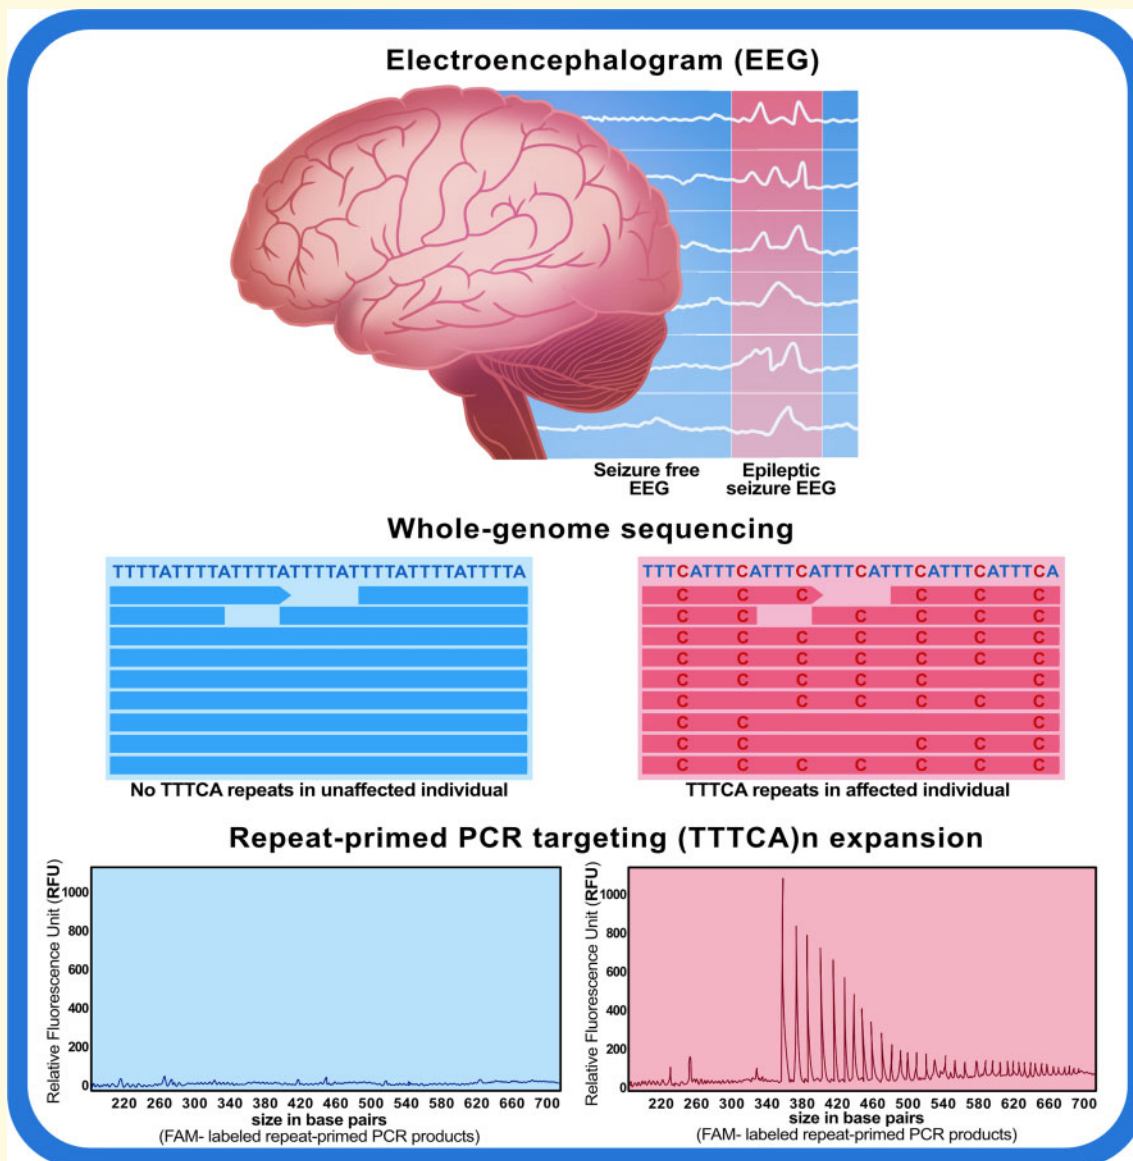 Electroencephalogram (EEG)
Seizure free
EEG
Epileptic
seizure EEG
Whole-genome sequencing
TTTTATTTTATTTTATTTTATTTTATTTTATTTTA
C C C C C C
C C C C C C
C C C C C C C
C C C C C C C
C C C C C C
C C C C C
C C C
C C C C C
C C C C C C C
No TTTCA repeats in unaffected individual
TTTCATTTCATTTCATTTCATTTCATTTCATTTCA
TTTCA repeats in affected individual
Repeat-primed PCR targeting (TTTCA)n expansion
Relative Fluorescence Unit (RFU)
1000
800
600
400
200
0
220 260 300 340 380 420 460 500 540 580 620 660 700
size in base pairs
(FAM- labeled repeat-primed PCR products)
Relative Fluorescence Unit (RFU)
1000
800
600
400
200
0
220 260 300 340 380 420 460 500 540 580 620 660 700
size in base pairs
(FAM- labeled repeat-primed PCR products)